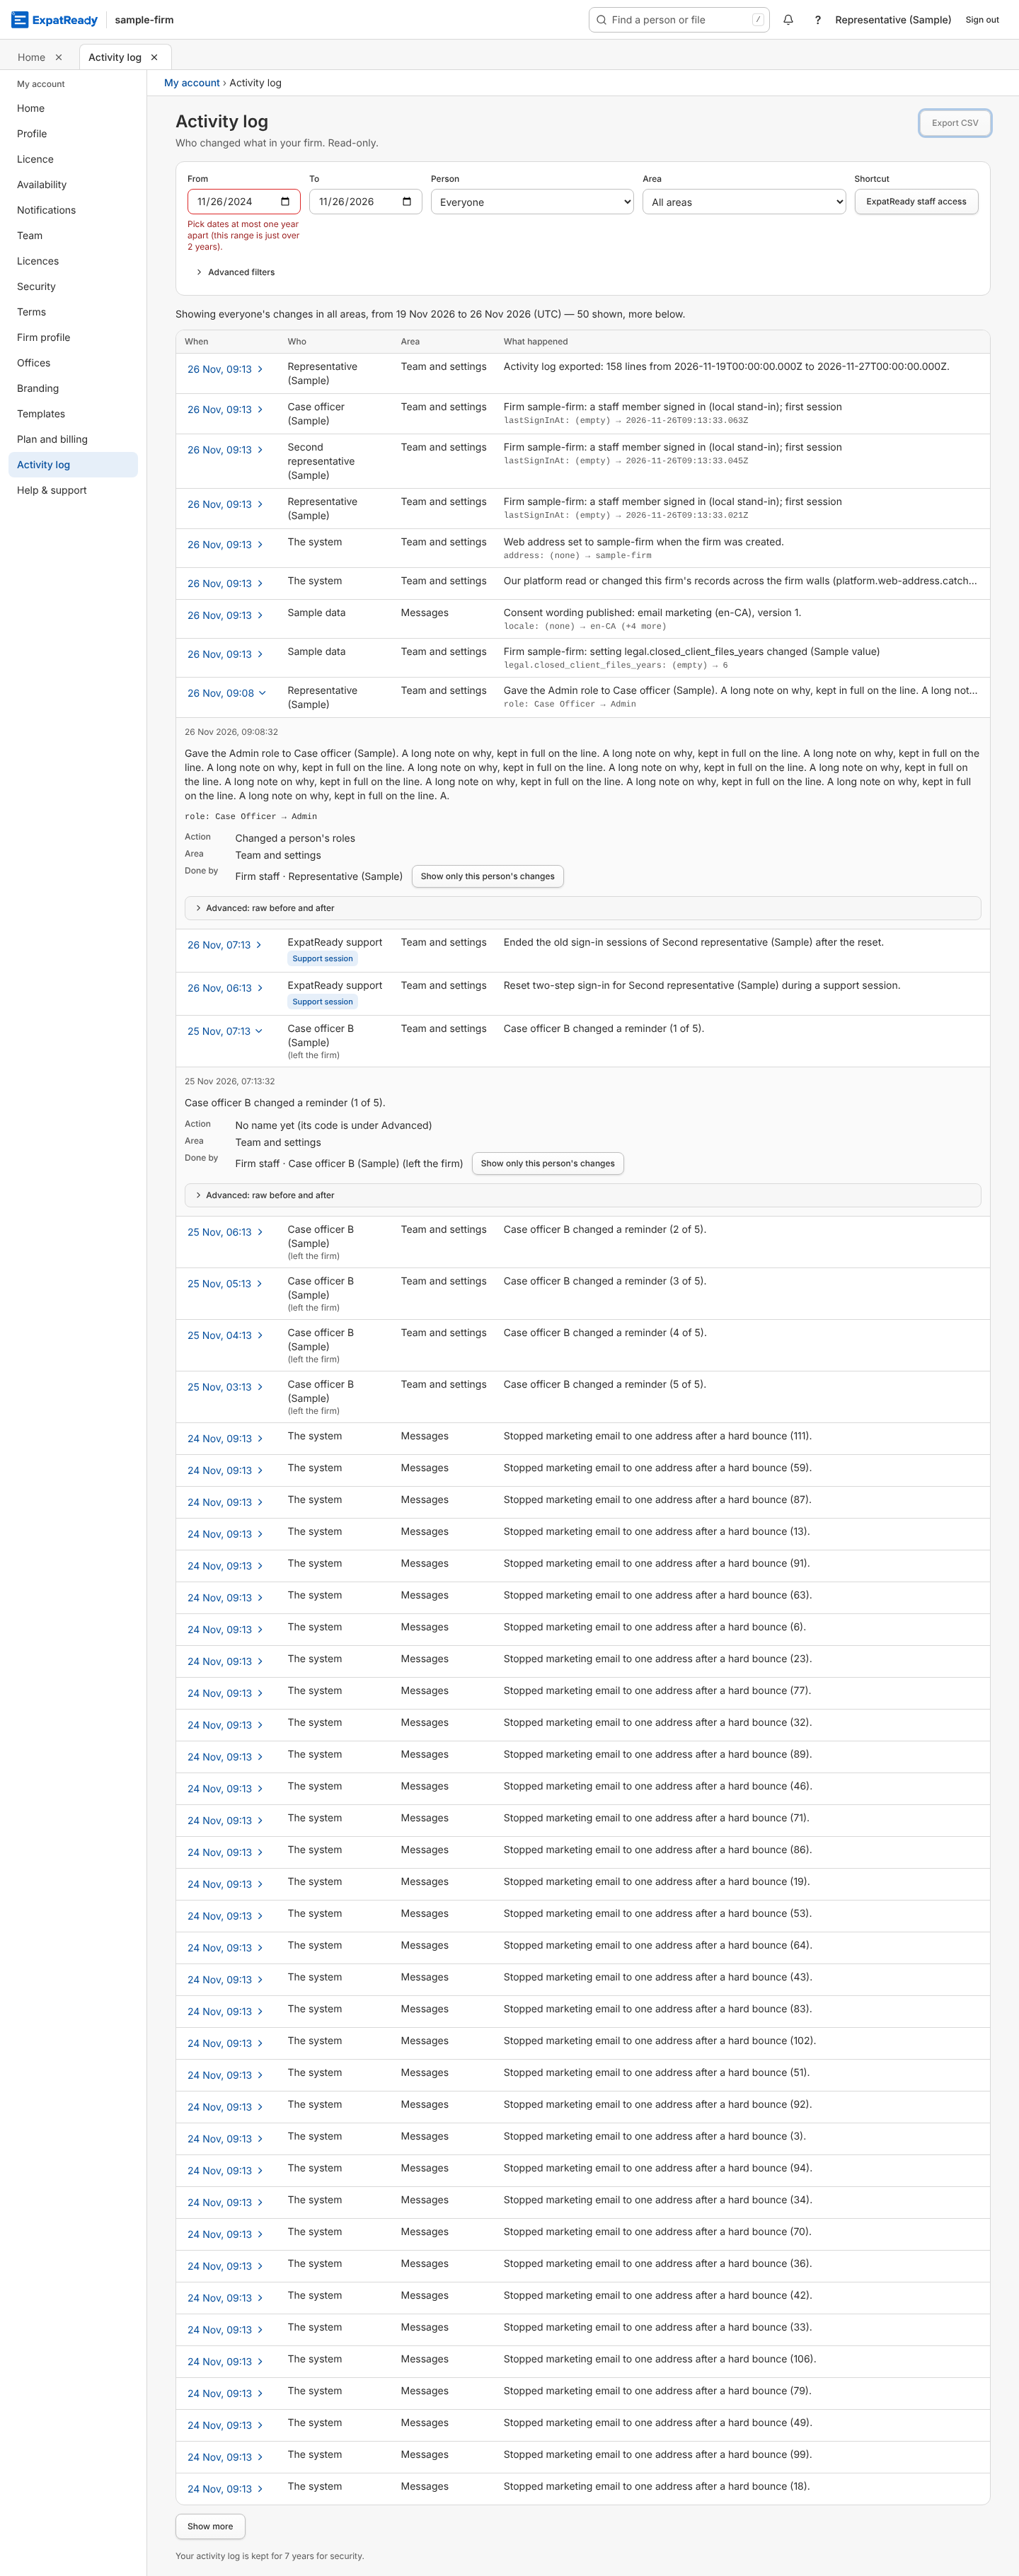 ExpatReady sample-firm Find a person or file / ? Representative (Sample) Sign out
Home × Activity log ×
My account
Home
Profile
Licence
Availability
Notifications
Team
Licences
Security
Terms
Firm profile
Offices
Branding
Templates
Plan and billing
Activity log
Help & support
My account › Activity log
Activity log
Export CSV
Who changed what in your firm. Read-only.
From To Person Area Shortcut
11/26/2024 11/26/2026 Everyone All areas ExpatReady staff access
Pick dates at most one year
apart (this range is just over
2 years).
Advanced filters
Showing everyone's changes in all areas, from 19 Nov 2026 to 26 Nov 2026 (UTC) — 50 shown, more below.
When Who Area What happened
26 Nov, 09:13 Representative (Sample) Team and settings Activity log exported: 158 lines from 2026-11-19T00:00:00.000Z to 2026-11-27T00:00:00.000Z.
26 Nov, 09:13 Case officer (Sample) Team and settings Firm sample-firm: a staff member signed in (local stand-in); first session
lastSignInAt: (empty) → 2026-11-26T09:13:33.063Z
26 Nov, 09:13 Second representative (Sample) Team and settings Firm sample-firm: a staff member signed in (local stand-in); first session
lastSignInAt: (empty) → 2026-11-26T09:13:33.045Z
26 Nov, 09:13 Representative (Sample) Team and settings Firm sample-firm: a staff member signed in (local stand-in); first session
lastSignInAt: (empty) → 2026-11-26T09:13:33.021Z
26 Nov, 09:13 The system Team and settings Web address set to sample-firm when the firm was created.
address: (none) → sample-firm
26 Nov, 09:13 The system Team and settings Our platform read or changed this firm's records across the firm walls (platform.web-address.catch...
26 Nov, 09:13 Sample data Messages Consent wording published: email marketing (en-CA), version 1.
locale: (none) → en-CA (+4 more)
26 Nov, 09:13 Sample data Team and settings Firm sample-firm: setting legal.closed_client_files_years changed (Sample value)
legal.closed_client_files_years: (empty) → 6
26 Nov, 09:08 Representative (Sample) Team and settings Gave the Admin role to Case officer (Sample). A long note on why, kept in full on the line. A long not...
role: Case Officer → Admin
26 Nov 2026, 09:08:32
Gave the Admin role to Case officer (Sample). A long note on why, kept in full on the line. A long note on why, kept in full on the line. A long note on why, kept in full on the
line. A long note on why, kept in full on the line. A long note on why, kept in full on the line. A long note on why, kept in full on the line. A long note on why, kept in full on
the line. A long note on why, kept in full on the line. A long note on why, kept in full on the line. A long note on why, kept in full on the line. A long note on why, kept in full
on the line. A long note on why, kept in full on the line. A.
role: Case Officer → Admin
Action Changed a person's roles
Area Team and settings
Done by Firm staff · Representative (Sample) Show only this person's changes
Advanced: raw before and after
26 Nov, 07:13 ExpatReady support Team and settings Ended the old sign-in sessions of Second representative (Sample) after the reset.
Support session
26 Nov, 06:13 ExpatReady support Team and settings Reset two-step sign-in for Second representative (Sample) during a support session.
Support session
25 Nov, 07:13 Case officer B (Sample) Team and settings Case officer B changed a reminder (1 of 5).
(left the firm)
25 Nov 2026, 07:13:32
Case officer B changed a reminder (1 of 5).
Action No name yet (its code is under Advanced)
Area Team and settings
Done by Firm staff · Case officer B (Sample) (left the firm) Show only this person's changes
Advanced: raw before and after
25 Nov, 06:13 Case officer B (Sample) Team and settings Case officer B changed a reminder (2 of 5).
(left the firm)
25 Nov, 05:13 Case officer B (Sample) Team and settings Case officer B changed a reminder (3 of 5).
(left the firm)
25 Nov, 04:13 Case officer B (Sample) Team and settings Case officer B changed a reminder (4 of 5).
(left the firm)
25 Nov, 03:13 Case officer B (Sample) Team and settings Case officer B changed a reminder (5 of 5).
(left the firm)
24 Nov, 09:13 The system Messages Stopped marketing email to one address after a hard bounce (111).
24 Nov, 09:13 The system Messages Stopped marketing email to one address after a hard bounce (59).
24 Nov, 09:13 The system Messages Stopped marketing email to one address after a hard bounce (87).
24 Nov, 09:13 The system Messages Stopped marketing email to one address after a hard bounce (13).
24 Nov, 09:13 The system Messages Stopped marketing email to one address after a hard bounce (91).
24 Nov, 09:13 The system Messages Stopped marketing email to one address after a hard bounce (63).
24 Nov, 09:13 The system Messages Stopped marketing email to one address after a hard bounce (6).
24 Nov, 09:13 The system Messages Stopped marketing email to one address after a hard bounce (23).
24 Nov, 09:13 The system Messages Stopped marketing email to one address after a hard bounce (77).
24 Nov, 09:13 The system Messages Stopped marketing email to one address after a hard bounce (32).
24 Nov, 09:13 The system Messages Stopped marketing email to one address after a hard bounce (89).
24 Nov, 09:13 The system Messages Stopped marketing email to one address after a hard bounce (46).
24 Nov, 09:13 The system Messages Stopped marketing email to one address after a hard bounce (71).
24 Nov, 09:13 The system Messages Stopped marketing email to one address after a hard bounce (86).
24 Nov, 09:13 The system Messages Stopped marketing email to one address after a hard bounce (19).
24 Nov, 09:13 The system Messages Stopped marketing email to one address after a hard bounce (53).
24 Nov, 09:13 The system Messages Stopped marketing email to one address after a hard bounce (64).
24 Nov, 09:13 The system Messages Stopped marketing email to one address after a hard bounce (43).
24 Nov, 09:13 The system Messages Stopped marketing email to one address after a hard bounce (83).
24 Nov, 09:13 The system Messages Stopped marketing email to one address after a hard bounce (102).
24 Nov, 09:13 The system Messages Stopped marketing email to one address after a hard bounce (51).
24 Nov, 09:13 The system Messages Stopped marketing email to one address after a hard bounce (92).
24 Nov, 09:13 The system Messages Stopped marketing email to one address after a hard bounce (3).
24 Nov, 09:13 The system Messages Stopped marketing email to one address after a hard bounce (94).
24 Nov, 09:13 The system Messages Stopped marketing email to one address after a hard bounce (34).
24 Nov, 09:13 The system Messages Stopped marketing email to one address after a hard bounce (70).
24 Nov, 09:13 The system Messages Stopped marketing email to one address after a hard bounce (36).
24 Nov, 09:13 The system Messages Stopped marketing email to one address after a hard bounce (42).
24 Nov, 09:13 The system Messages Stopped marketing email to one address after a hard bounce (33).
24 Nov, 09:13 The system Messages Stopped marketing email to one address after a hard bounce (106).
24 Nov, 09:13 The system Messages Stopped marketing email to one address after a hard bounce (79).
24 Nov, 09:13 The system Messages Stopped marketing email to one address after a hard bounce (49).
24 Nov, 09:13 The system Messages Stopped marketing email to one address after a hard bounce (99).
24 Nov, 09:13 The system Messages Stopped marketing email to one address after a hard bounce (18).
Show more
Your activity log is kept for 7 years for security.